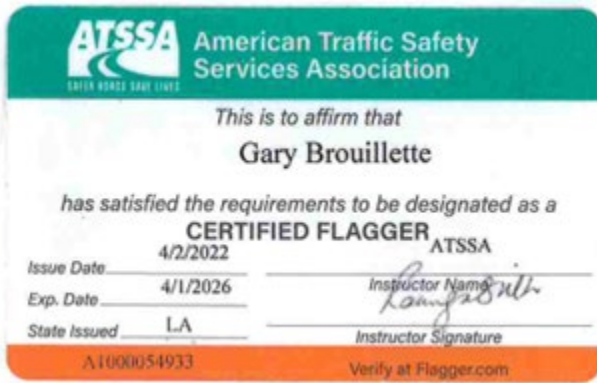 ATSSA
SAFER ROADS SAVE LIVES
American Traffic Safety
Services Association
This is to affirm that
Gary Brouillette
has satisfied the requirements to be designated as a
CERTIFIED FLAGGER
Issue Date 4/2/2022
ATSSA
Instructor Name
Exp. Date 4/1/2026
State Issued LA
Instructor Signature
A1000054933
Verify at Flagger.com